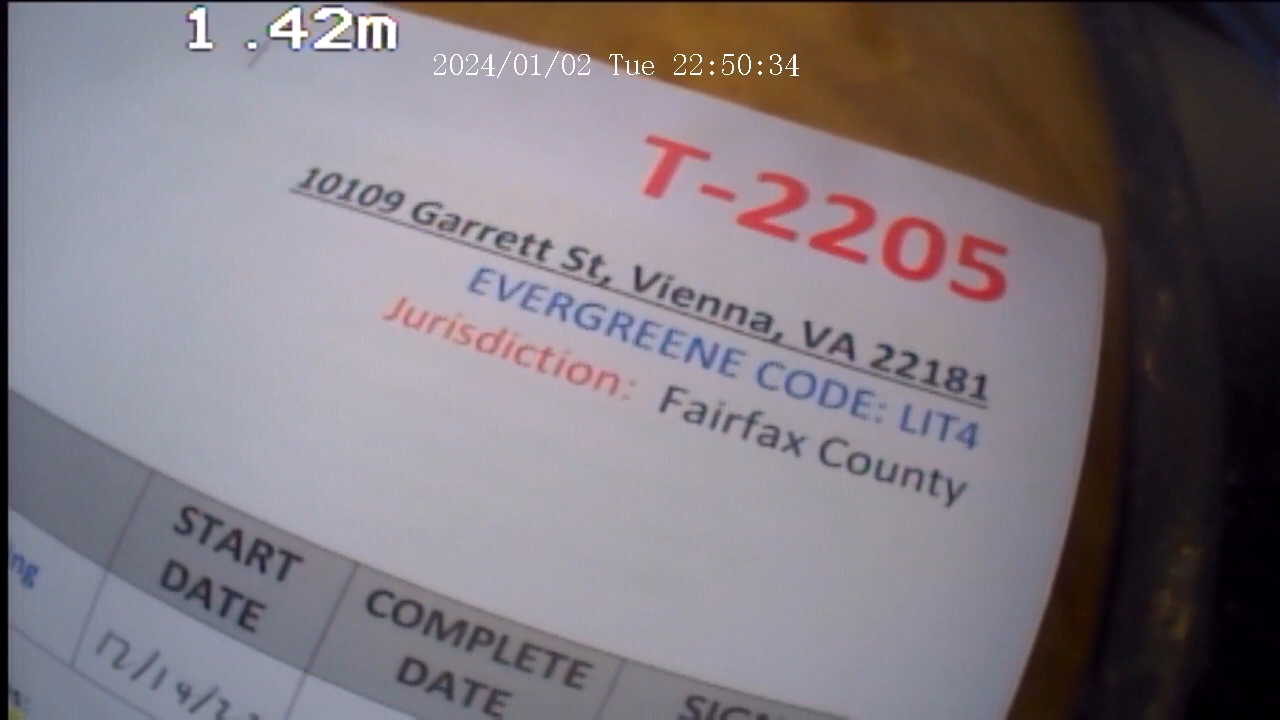 1.42m
2024/01/02 Tue 22:50:34
T-2205
10109 Garrett St, Vienna, VA 22181
EVERGREENE CODE: LIT4
Jurisdiction: Fairfax County
START DATE
COMPLETE DATE